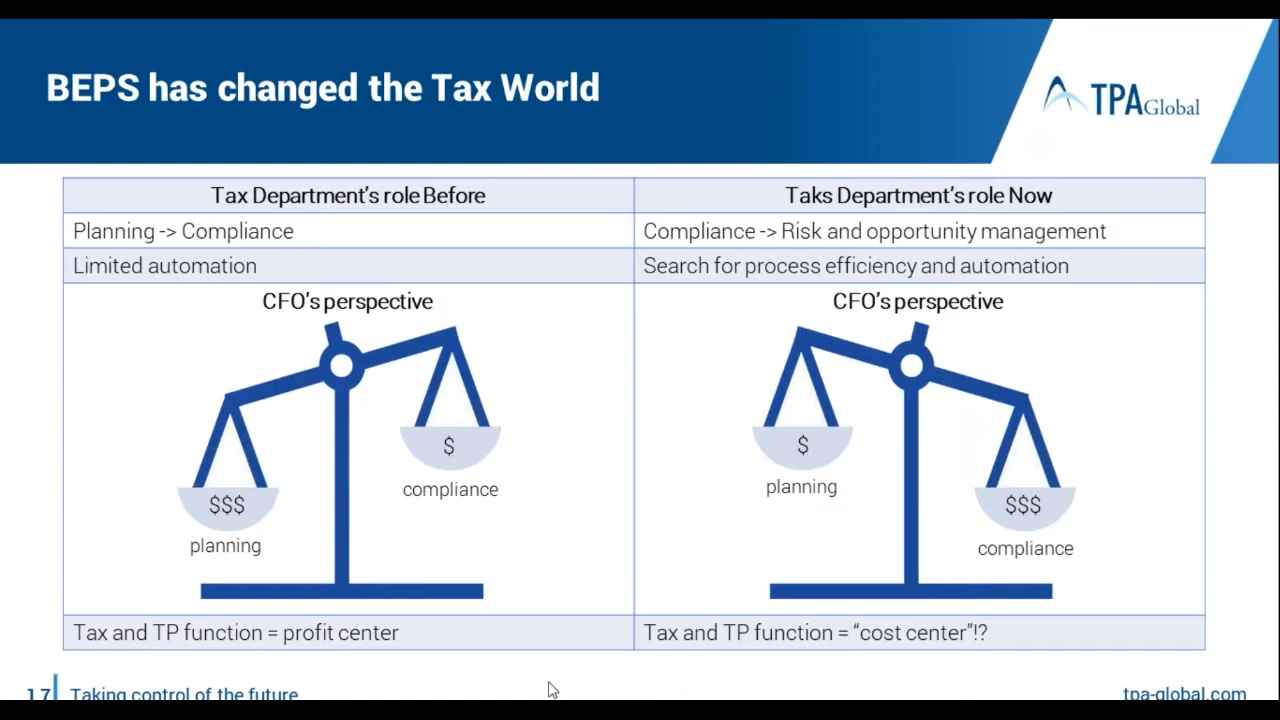 BEPS has changed the Tax World
TPA Global
Tax Department's role Before
Taks Department's role Now
Planning -> Compliance
Compliance -> Risk and opportunity management
Limited automation
Search for process efficiency and automation
CFO's perspective
CFO's perspective
$
$
compliance
planning
$$$
$$$
planning
compliance
Tax and TP function = profit center
Tax and TP function = “cost center”!?
17
Taking control of the future
tpa-global.com